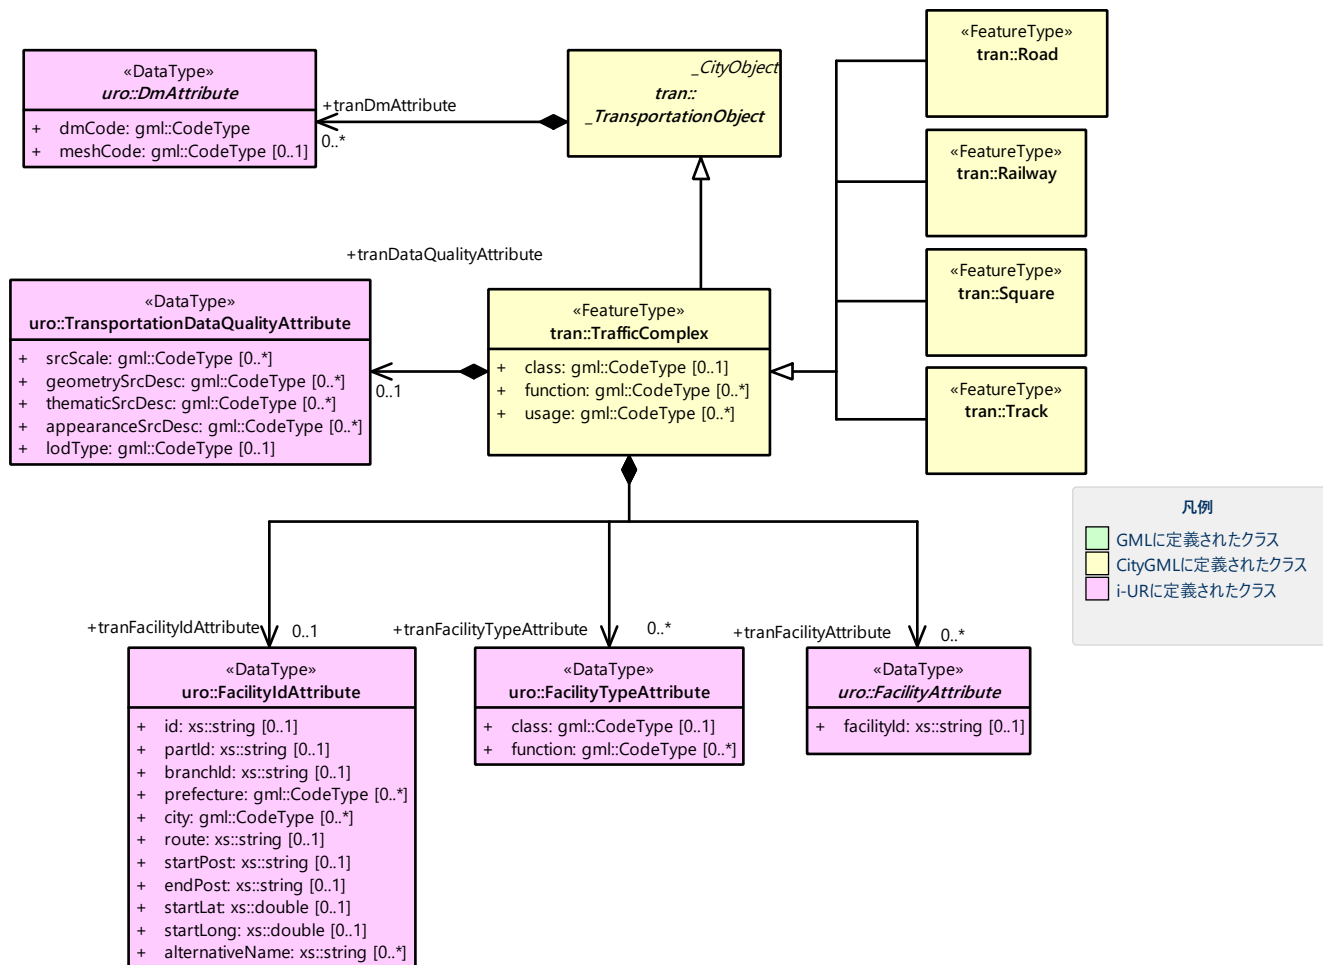 «DataType»
uro::DmAttribute
+ dmCode: gml::CodeType
+ meshCode: gml::CodeType [0..1]
+tranDmAttribute
0..*
_CityObject
tran::
_TransportationObject
«FeatureType»
tran::Road
«FeatureType»
tran::Railway
«FeatureType»
tran::Square
«FeatureType»
tran::Track
+tranDataQualityAttribute
0..1
«DataType»
uro::TransportationDataQualityAttribute
+ srcScale: gml::CodeType [0..*]
+ geometrySrcDesc: gml::CodeType [0..*]
+ thematicSrcDesc: gml::CodeType [0..*]
+ appearanceSrcDesc: gml::CodeType [0..*]
+ lodType: gml::CodeType [0..1]
«FeatureType»
tran::TrafficComplex
+ class: gml::CodeType [0..1]
+ function: gml::CodeType [0..*]
+ usage: gml::CodeType [0..*]
凡例
GMLに定義されたクラス
CityGMLに定義されたクラス
i-URに定義されたクラス
+tranFacilityIdAttribute
0..1
+tranFacilityTypeAttribute
0..*
+tranFacilityAttribute
0..*
«DataType»
uro::FacilityIdAttribute
+ id: xs::string [0..1]
+ partId: xs::string [0..1]
+ branchId: xs::string [0..1]
+ prefecture: gml::CodeType [0..*]
+ city: gml::CodeType [0..*]
+ route: xs::string [0..1]
+ startPost: xs::string [0..1]
+ endPost: xs::string [0..1]
+ startLat: xs::double [0..1]
+ startLong: xs::double [0..1]
+ alternativeName: xs::string [0..*]
«DataType»
uro::FacilityTypeAttribute
+ class: gml::CodeType [0..1]
+ function: gml::CodeType [0..*]
«DataType»
uro::FacilityAttribute
+ facilityId: xs::string [0..1]